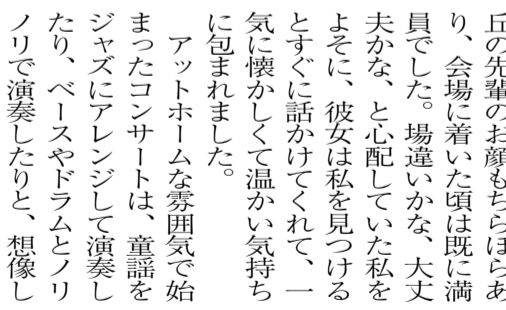 丘の先輩のお顔もちらほらあ
り、会場に着いた頃は既に満
員でした。場違いかな、大丈
夫かな、と心配していた私を
よそに、彼女は私を見つける
とすぐに話かけてくれて、一
気に懐かしくて温かい気持ち
に包まれました。
アットホームな雰囲気で始
まったコンサートは、童謡を
ジャズにアレンジして演奏し
たり、ベースやドラムとノリ
ノリで演奏したりと、想像し